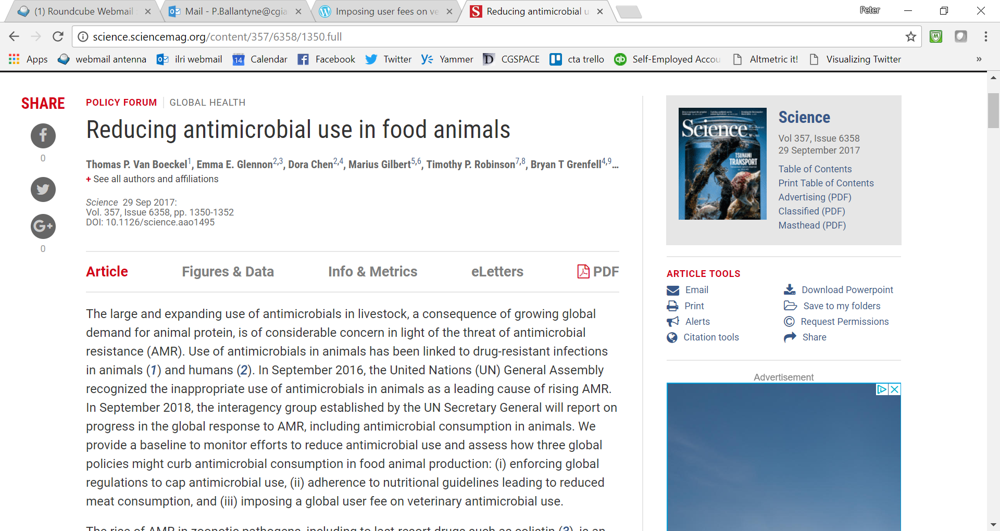 (1) Roundcube Webmail
Mail - P.Ballantyne@cgia
Imposing user fees on ve
Reducing antimicrobial u
Peter
science.sciencemag.org/content/357/6358/1350.full
Apps
webmail antenna
ilri webmail
14
Calendar
Facebook
Twitter
Yammer
D
CGSPACE
cta trello
qb
Self-Employed Accou
Altmetric it!
Visualizing Twitter
»
SHARE
0
G+
0
POLICY FORUM
GLOBAL HEALTH
Reducing antimicrobial use in food animals
Thomas P. Van Boeckel1, Emma E. Glennon2,3, Dora Chen2,4, Marius Gilbert5,6, Timothy P. Robinson7,8, Bryan T Grenfell4,9...
+ See all authors and affiliations
Science 29 Sep 2017:
Vol. 357, Issue 6358, pp. 1350-1352
DOI: 10.1126/science.aao1495
Article
Figures & Data
Info & Metrics
eLetters
PDF
The large and expanding use of antimicrobials in livestock, a consequence of growing global
demand for animal protein, is of considerable concern in light of the threat of antimicrobial
resistance (AMR). Use of antimicrobials in animals has been linked to drug-resistant infections
in animals (1) and humans (2). In September 2016, the United Nations (UN) General Assembly
recognized the inappropriate use of antimicrobials in animals as a leading cause of rising AMR.
In September 2018, the interagency group established by the UN Secretary General will report on
progress in the global response to AMR, including antimicrobial consumption in animals. We
provide a baseline to monitor efforts to reduce antimicrobial use and assess how three global
policies might curb antimicrobial consumption in food animal production: (i) enforcing global
regulations to cap antimicrobial use, (ii) adherence to nutritional guidelines leading to reduced
meat consumption, and (iii) imposing a global user fee on veterinary antimicrobial use.
The rise of AMR in zoonotic pathogens, including to last resort drugs such as colistin (3), is an
Science
TSUNAMI
TRANSPORT
Science
Vol 357, Issue 6358
29 September 2017
Table of Contents
Print Table of Contents
Advertising (PDF)
Classified (PDF)
Masthead (PDF)
ARTICLE TOOLS
Email
Download Powerpoint
Print
Save to my folders
Alerts
Request Permissions
Citation tools
Share
Advertisement